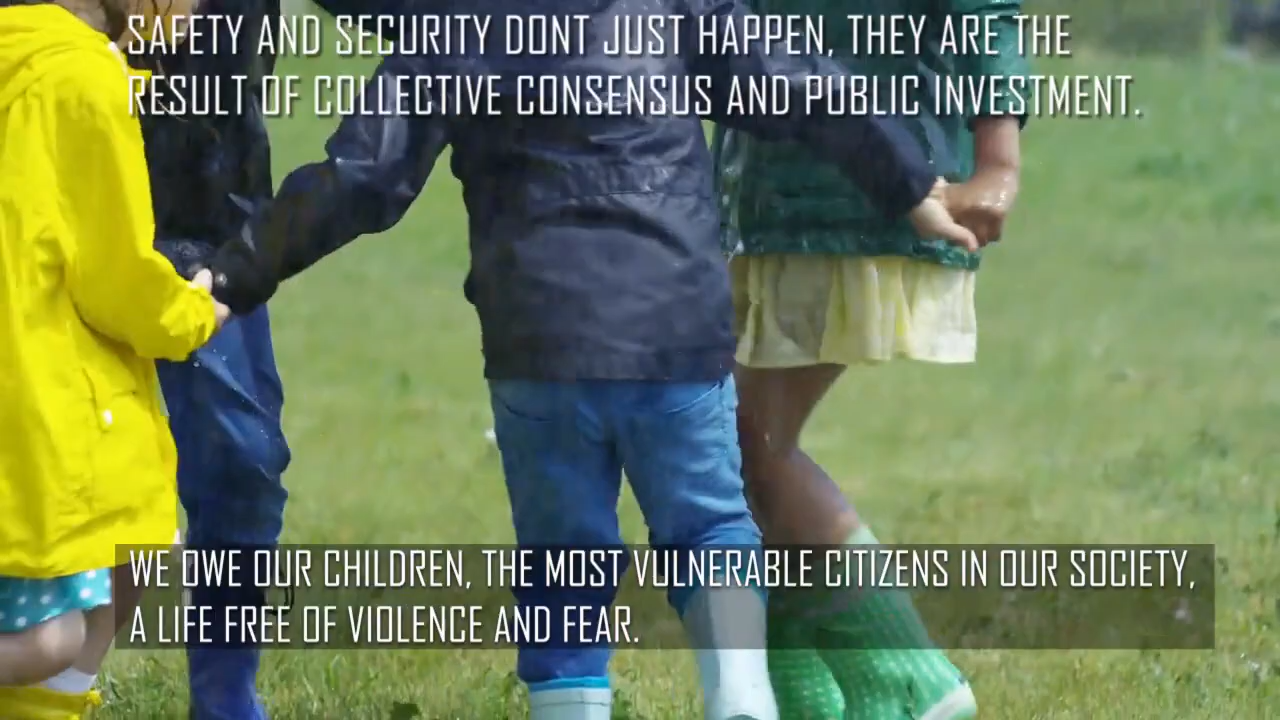 SAFETY AND SECURITY DONT JUST HAPPEN, THEY ARE THE
RESULT OF COLLECTIVE CONSENSUS AND PUBLIC INVESTMENT.
WE OWE OUR CHILDREN, THE MOST VULNERABLE CITIZENS IN OUR SOCIETY,
A LIFE FREE OF VIOLENCE AND FEAR.